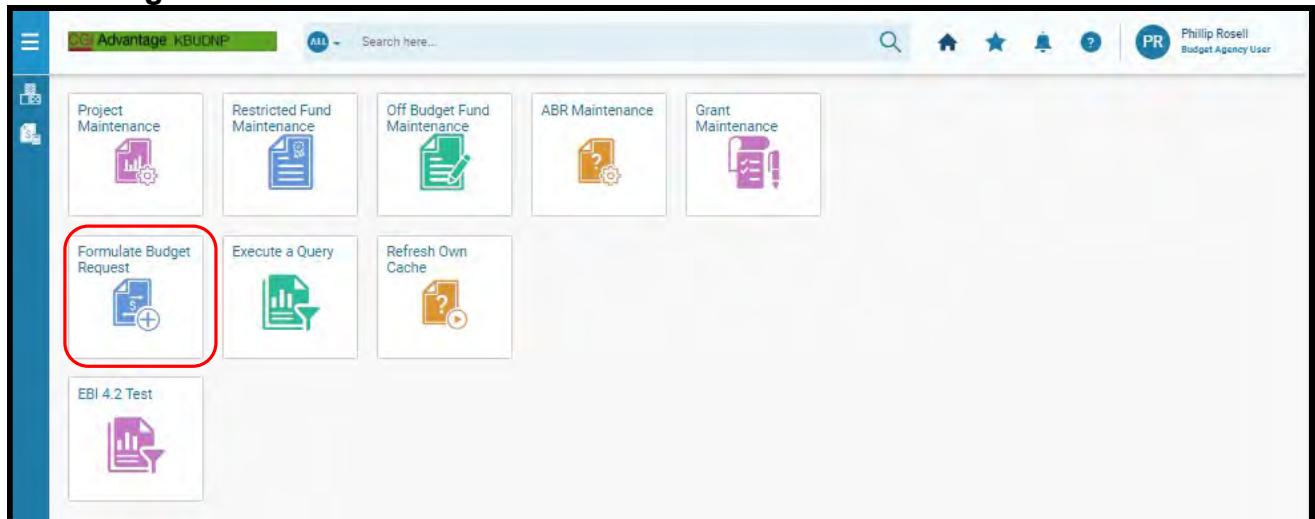 CGI Advantage KBUDNP
ALL
Search here...
PR
Phillip Rosell
Budget Agency User
Project
Maintenance
Restricted Fund
Maintenance
Off Budget Fund
Maintenance
ABR Maintenance
Grant
Maintenance
Formulate Budget
Request
Execute a Query
Refresh Own
Cache
EBI 4.2 Test